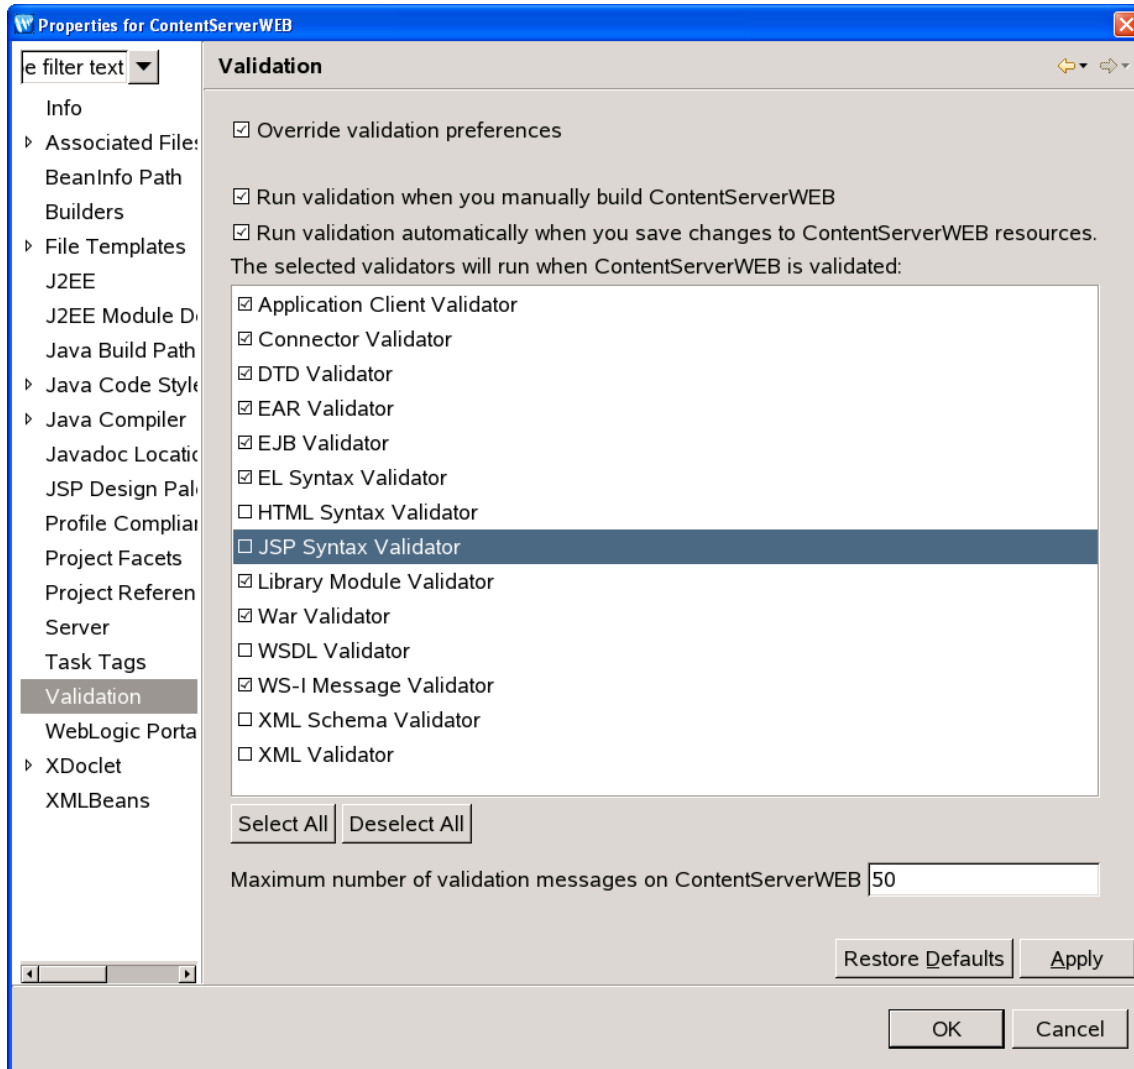 Properties for ContentServerWEB
e filter text
Info
Associated Files
BeanInfo Path
Builders
File Templates
J2EE
J2EE Module D
Java Build Path
Java Code Style
Java Compiler
Javadoc Locatio
JSP Design Pal
Profile Complian
Project Facets
Project Referen
Server
Task Tags
Validation
WebLogic Porta
XDoclet
XMLBeans
Validation
Override validation preferences
Run validation when you manually build ContentServerWEB
Run validation automatically when you save changes to ContentServerWEB resources.
The selected validators will run when ContentServerWEB is validated:
Application Client Validator
Connector Validator
DTD Validator
EAR Validator
EJB Validator
EL Syntax Validator
HTML Syntax Validator
JSP Syntax Validator
Library Module Validator
War Validator
WSDL Validator
WS-I Message Validator
XML Schema Validator
XML Validator
Select All Deselect All
Maximum number of validation messages on ContentServerWEB 50
Restore Defaults Apply
OK Cancel